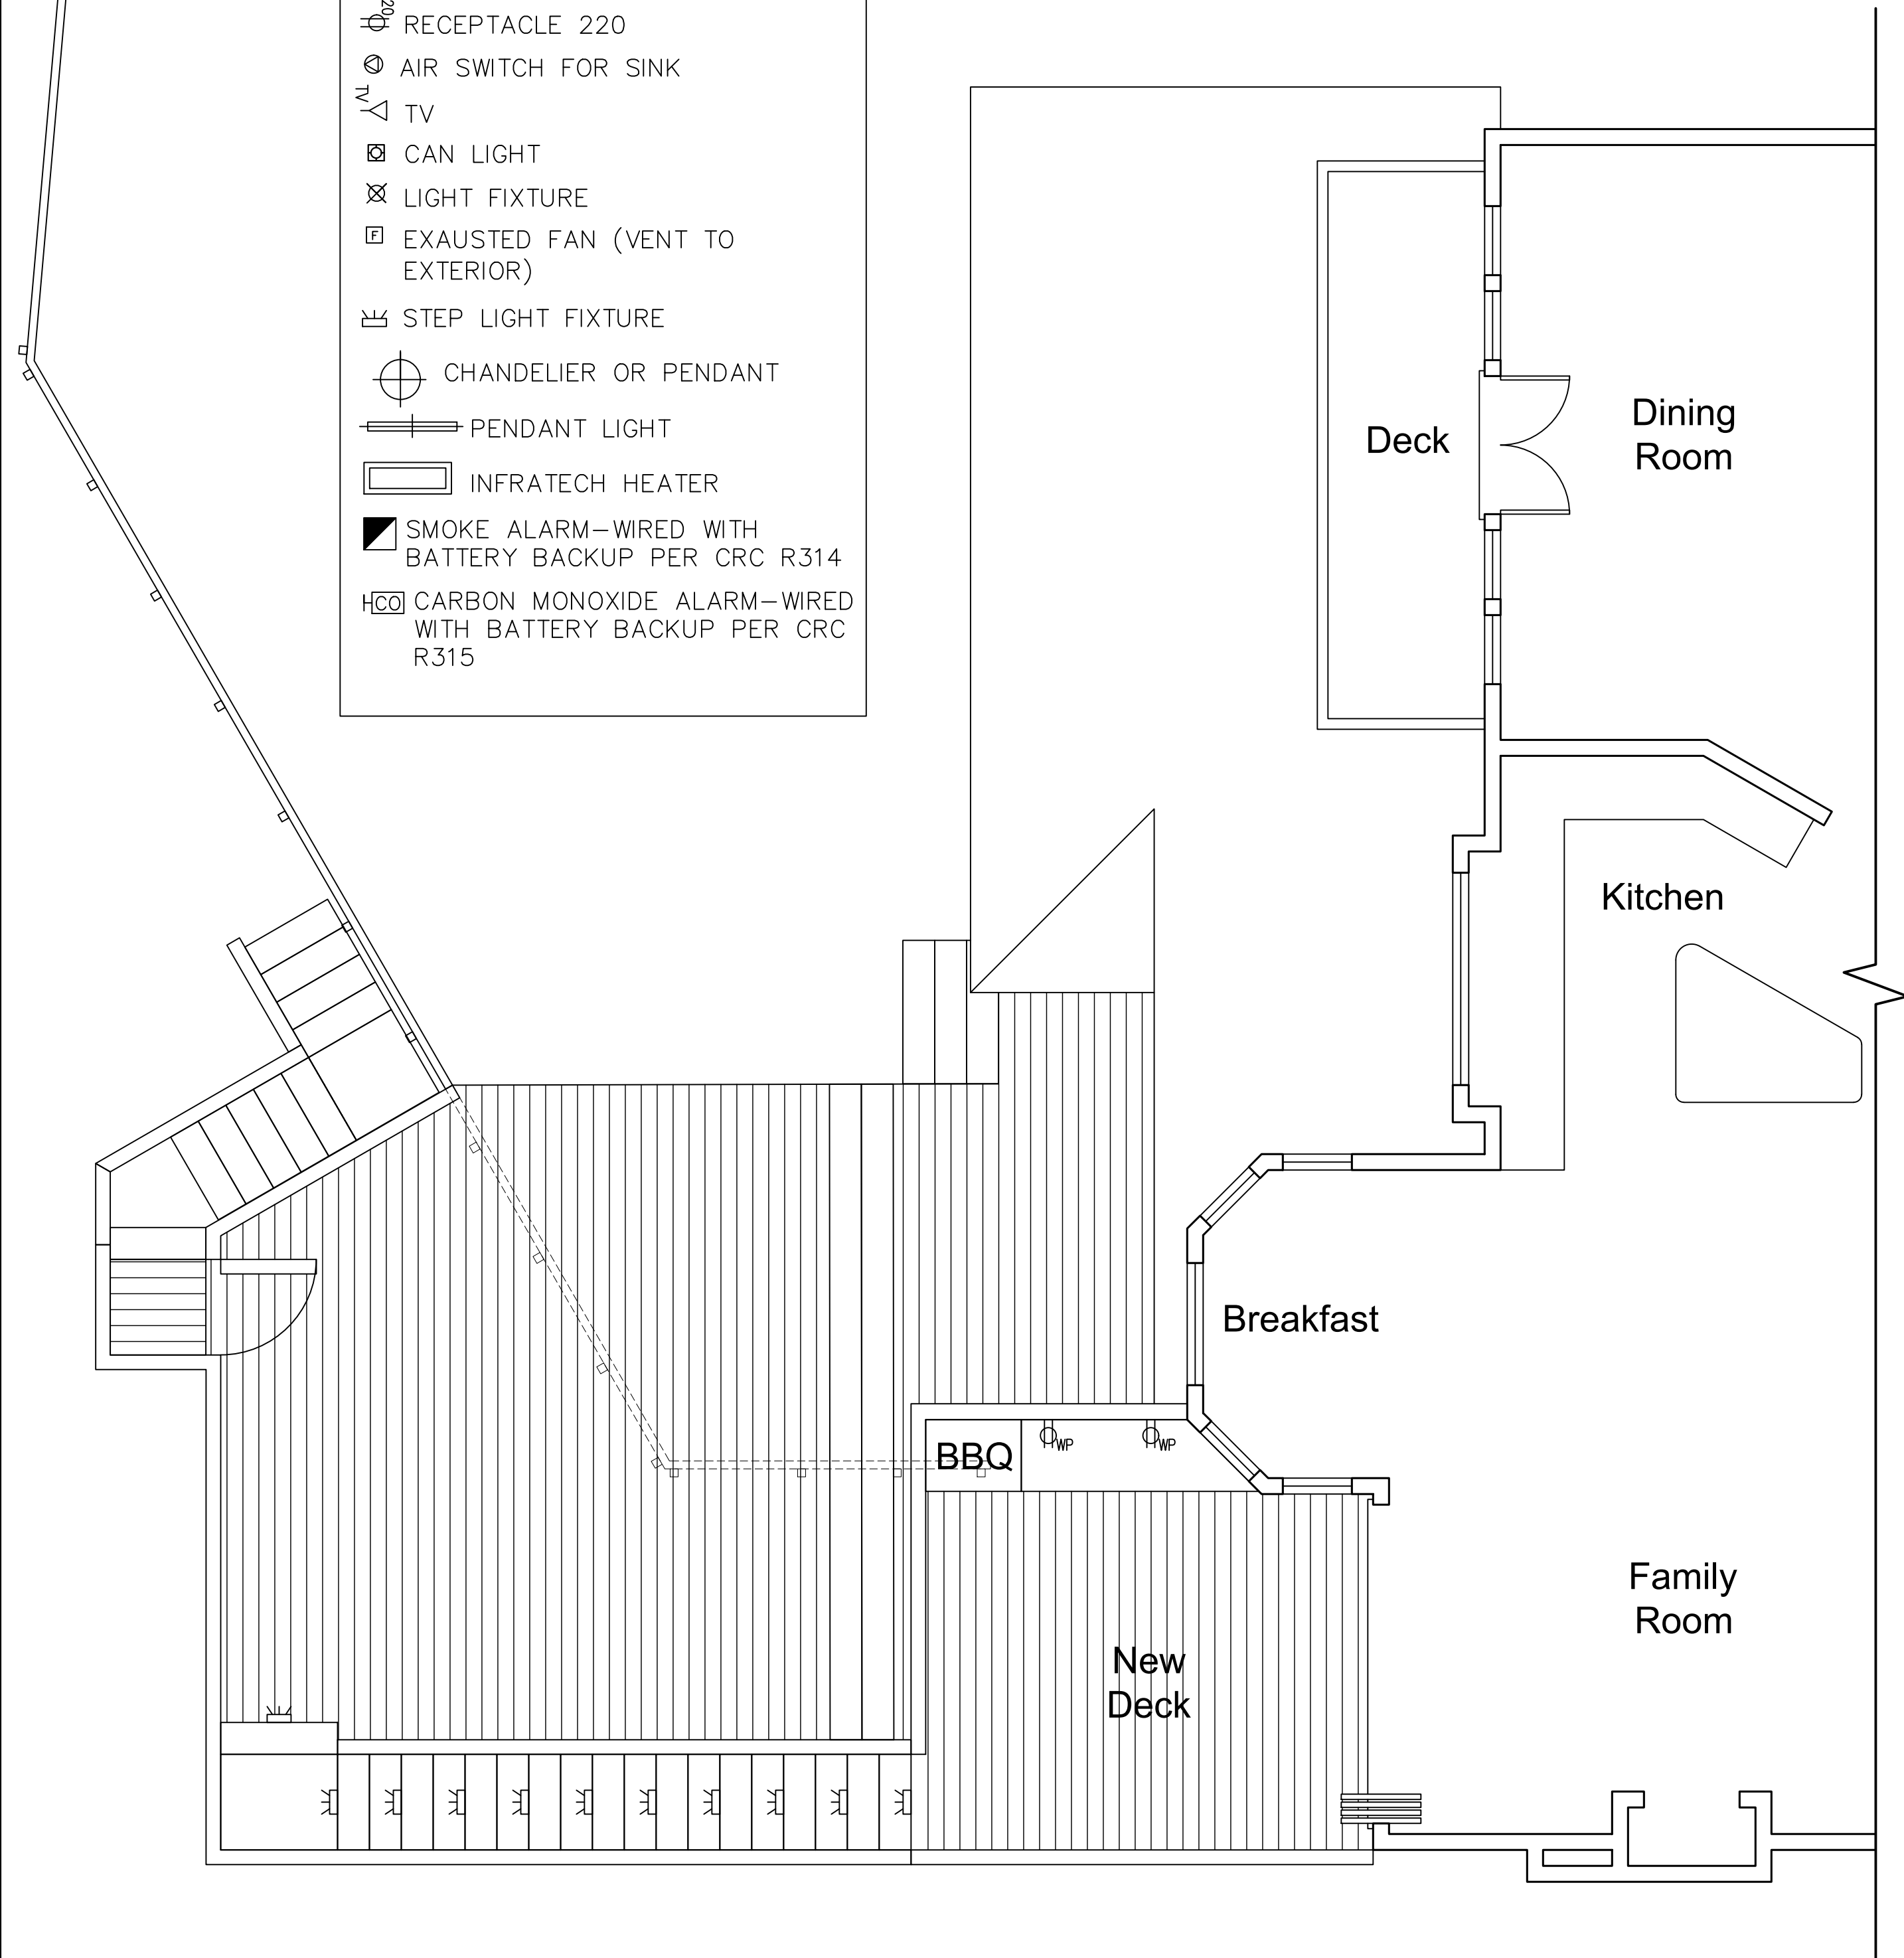 20
RECEPTACLE 220
AIR SWITCH FOR SINK
TV
TV
CAN LIGHT
LIGHT FIXTURE
F
EXAUSTED FAN (VENT TO
EXTERIOR)
STEP LIGHT FIXTURE
CHANDELIER OR PENDANT
PENDANT LIGHT
INFRATECH HEATER
SMOKE ALARM-WIRED WITH
BATTERY BACKUP PER CRC R314
CO
CARBON MONOXIDE ALARM-WIRED
WITH BATTERY BACKUP PER CRC
R315
Deck
Dining
Room
Kitchen
Breakfast
BBQ
WP
WP
Family
Room
New
Deck